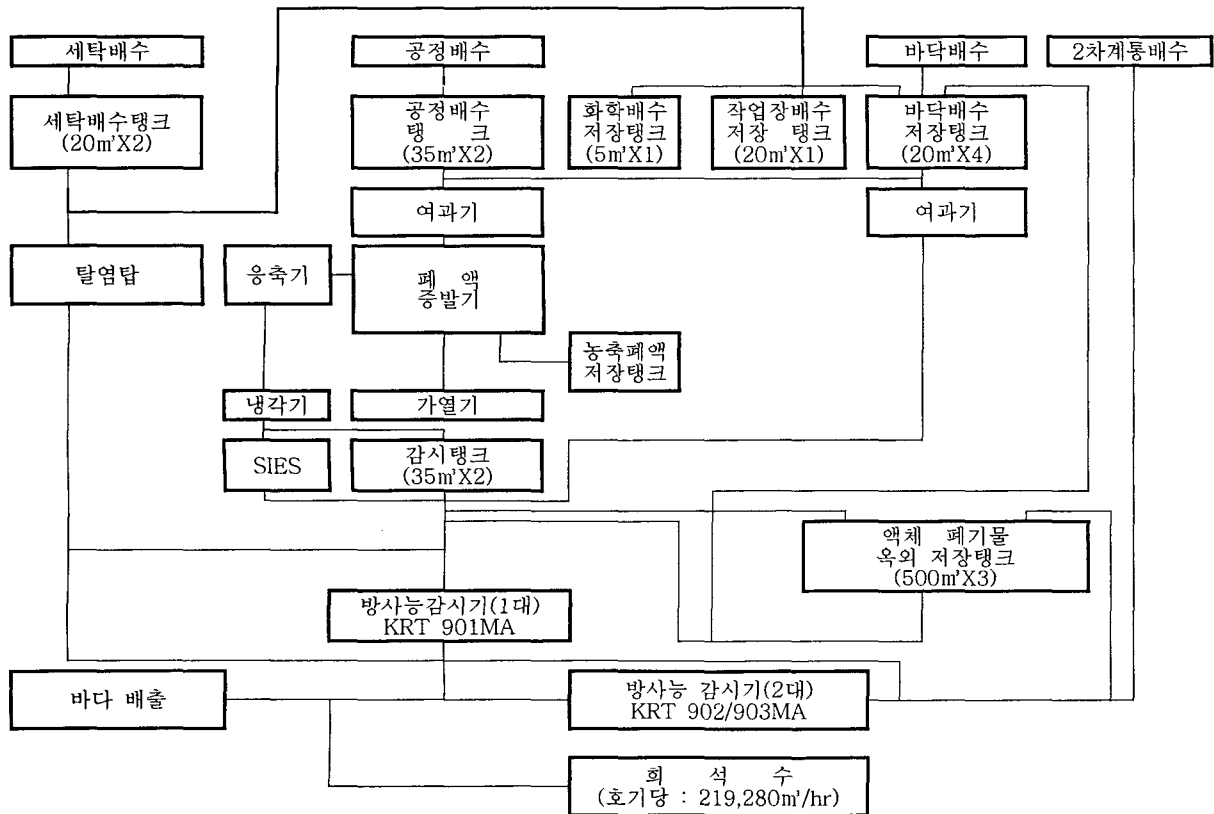 세탁배수
공정배수
바닥배수
2차계통배수
세탁배수탱크
(20m³X2)
공정배수
탱 크
(35m³X2)
화학배수
저장탱크
(5m³X1)
작업장배수
저장 탱크
(20m³X1)
바닥배수
저장탱크
(20m³X4)
여과기
여과기
탈염탑
응축기
폐 액
증발기
농축폐액
저장탱크
냉각기
가열기
SIES
감시탱크
(35m³X2)
액체 폐기물
옥외 저장탱크
(500m³X3)
방사능감시기(1대)
KRT 901MA
바다 배출
방사능 감시기(2대)
KRT 902/903MA
희 석 수
(호기당 : 219,280m³/hr)